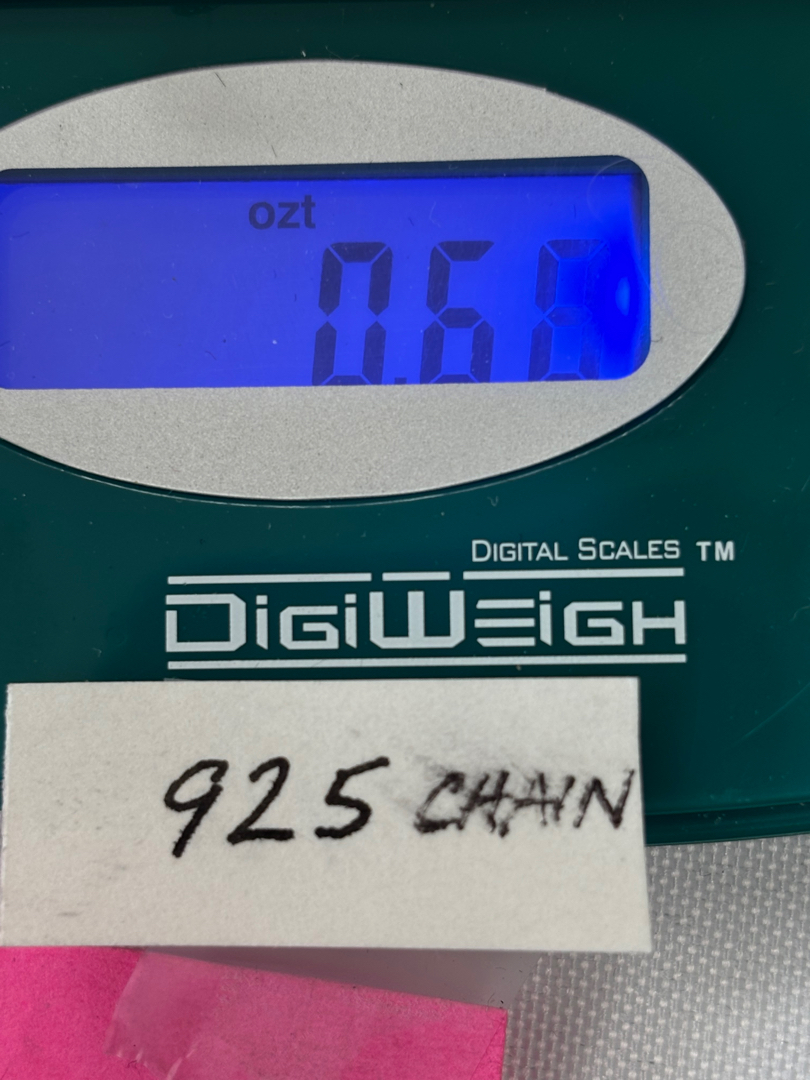 ozt
0.66
DIGITAL SCALES TM
DIGIWEIGH
925 CHAIN